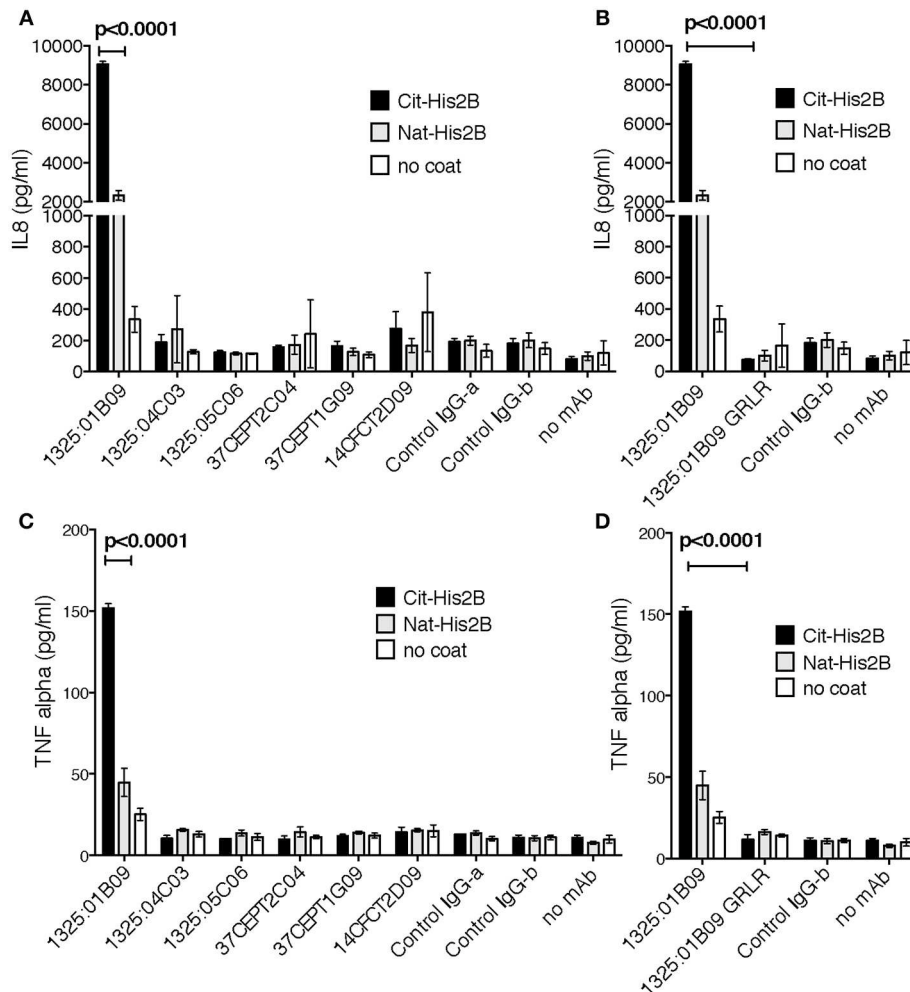 A
p<0.0001
10000
8000
6000
4000
2000
1000
800
600
400
200
0
IL8 (pg/ml)
Cit-His2B
Nat-His2B
no coat
1325:01B09
1325:04C03
1325:05C06
37CEPT2C04
37CEPT1G09
14CFCT2D09
Control IgG-a
Control IgG-b
no mAb
B
p<0.0001
10000
8000
6000
4000
2000
1000
800
600
400
200
0
IL8 (pg/ml)
Cit-His2B
Nat-His2B
no coat
1325:01B09
1325:01B09 GRLR
Control IgG-b
no mAb
C
p<0.0001
200
150
100
50
0
TNF alpha (pg/ml)
Cit-His2B
Nat-His2B
no coat
1325:01B09
1325:04C03
1325:05C06
37CEPT2C04
37CEPT1G09
14CFCT2D09
Control IgG-a
Control IgG-b
no mAb
D
p<0.0001
200
150
100
50
0
TNF alpha (pg/ml)
Cit-His2B
Nat-His2B
no coat
1325:01B09
1325:01B09 GRLR
Control IgG-b
no mAb